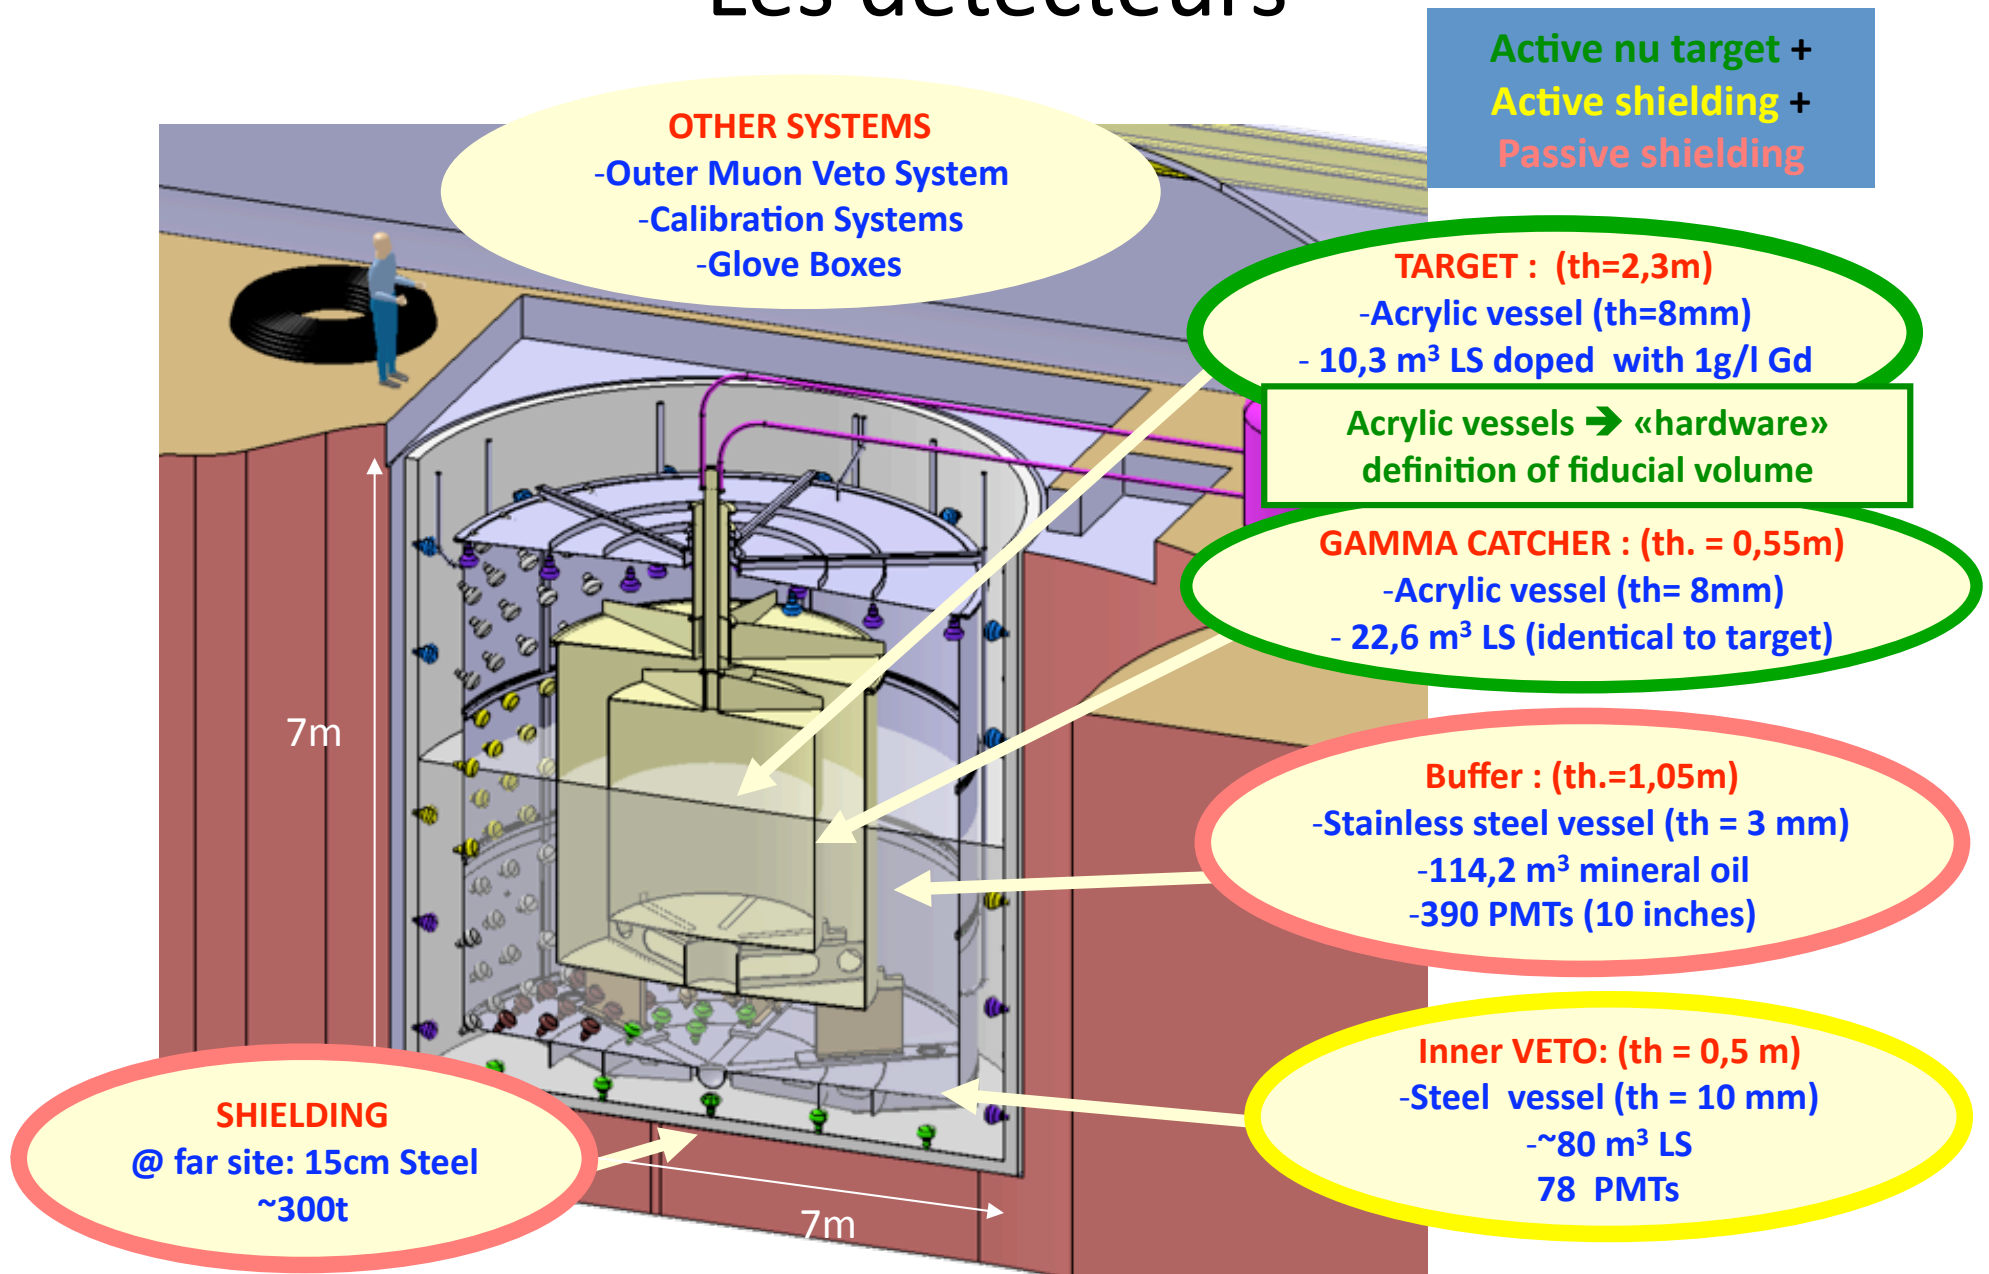 Les détecteurs
Active nu target +
Active shielding +
Passive shielding
OTHER SYSTEMS
-Outer Muon Veto System
-Calibration Systems
-Glove Boxes
TARGET : (th=2,3m)
-Acrylic vessel (th=8mm)
- 10,3 m³ LS doped with 1g/l Gd
Acrylic vessels ➔ «hardware»
definition of fiducial volume
GAMMA CATCHER : (th. = 0,55m)
-Acrylic vessel (th= 8mm)
- 22,6 m³ LS (identical to target)
7m
Buffer : (th.=1,05m)
-Stainless steel vessel (th = 3 mm)
-114,2 m³ mineral oil
-390 PMTs (10 inches)
Inner VETO: (th = 0,5 m)
-Steel vessel (th = 10 mm)
-~80 m³ LS
78 PMTs
SHIELDING
@ far site: 15cm Steel
~300t
7m